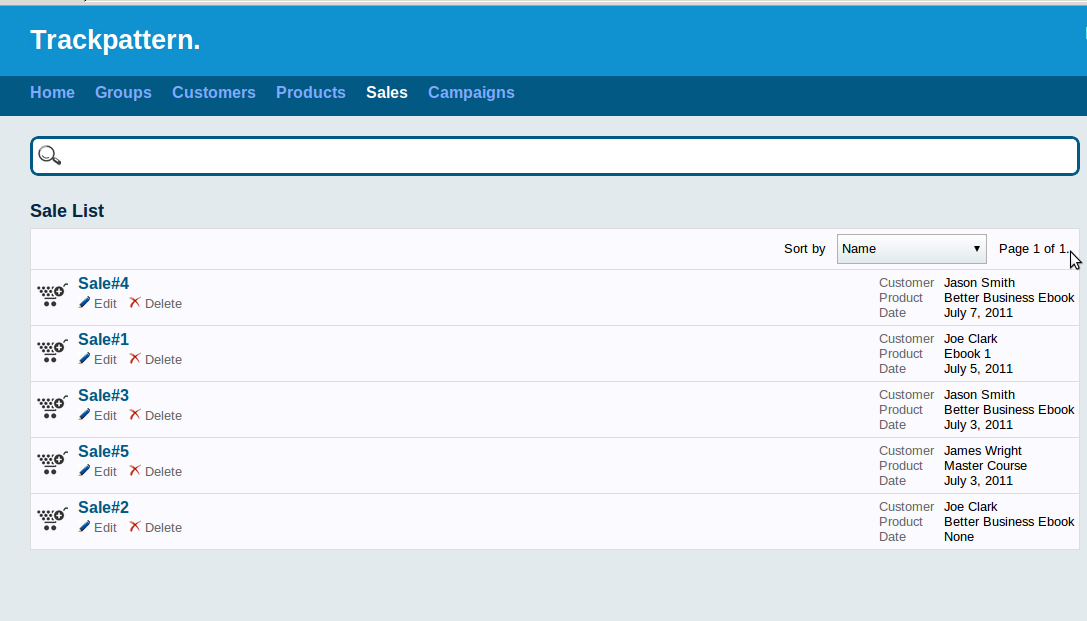 Trackpattern.
Home Groups Customers Products Sales Campaigns
Sale List
Sort by Name Page 1 of 1.
Sale#4
Edit Delete
Customer Jason Smith
Product Better Business Ebook
Date July 7, 2011
Sale#1
Edit Delete
Customer Joe Clark
Product Ebook 1
Date July 5, 2011
Sale#3
Edit Delete
Customer Jason Smith
Product Better Business Ebook
Date July 3, 2011
Sale#5
Edit Delete
Customer James Wright
Product Master Course
Date July 3, 2011
Sale#2
Edit Delete
Customer Joe Clark
Product Better Business Ebook
Date None